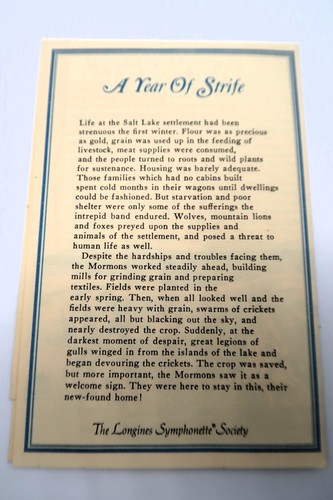 A Year Of Strife
Life at the Salt Lake settlement had been
strenuous the first winter. Flour was as precious
as gold, grain was used up in the feeding of
livestock, meat supplies were consumed,
and the people turned to roots and wild plants
for sustenance. Housing was barely adequate.
Those families which had no cabins built
spent cold months in their wagons until dwellings
could be fashioned. But starvation and poor
shelter were only some of the sufferings the
intrepid band endured. Wolves, mountain lions
and foxes preyed upon the supplies and
animals of the settlement, and posed a threat to
human life as well.
Despite the hardships and troubles facing them,
the Mormons worked steadily ahead, building
mills for grinding grain and preparing
textiles. Fields were planted in the
early spring. Then, when all looked well and the
fields were heavy with grain, swarms of crickets
appeared, all but blacking out the sky, and
nearly destroyed the crop. Suddenly, at the
darkest moment of despair, great legions of
gulls winged in from the islands of the lake and
began devouring the crickets. The crop was saved,
but more important, the Mormons saw it as a
welcome sign. They were here to stay in this, their
new-found home!
The Longines Symphonette® Society